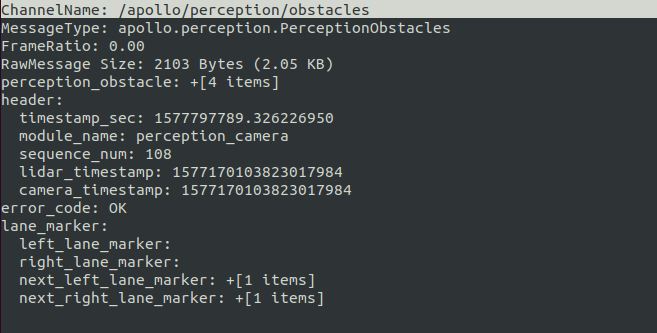 ChannelName: /apollo/perception/obstacles
MessageType: apollo.perception.PerceptionObstacles
FrameRatio: 0.00
RawMessage Size: 2103 Bytes (2.05 KB)
perception_obstacle: +[4 items]
header:
  timestamp_sec: 1577797789.326226950
  module_name: perception_camera
  sequence_num: 108
  lidar_timestamp: 1577170103823017984
  camera_timestamp: 1577170103823017984
error_code: OK
lane_marker:
  left_lane_marker:
  right_lane_marker:
  next_left_lane_marker: +[1 items]
  next_right_lane_marker: +[1 items]